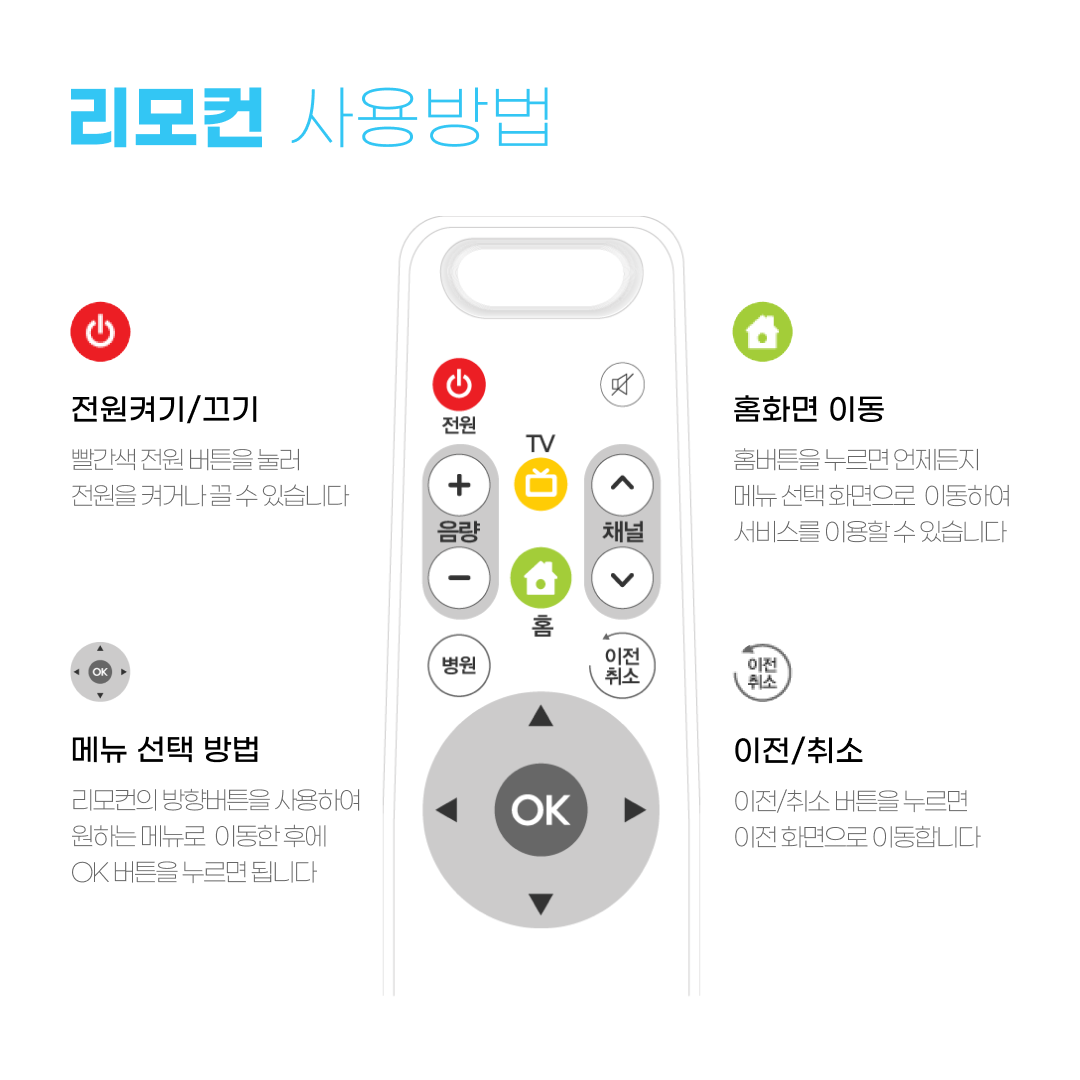 리모컨 사용방법
전원켜기/끄기
빨간색 전원 버튼을 눌러
전원을 켜거나 끌 수 있습니다
메뉴 선택 방법
리모컨의 방향버튼을 사용하여
원하는 메뉴로 이동한 후에
OK 버튼을 누르면 됩니다
OK
전원
TV
음량
채널
홈
병원
이전
취소
OK
홈화면 이동
홈버튼을 누르면 언제든지
메뉴 선택 화면으로 이동하여
서비스를 이용할 수 있습니다
이전
취소
이전/취소
이전/취소 버튼을 누르면
이전 화면으로 이동합니다